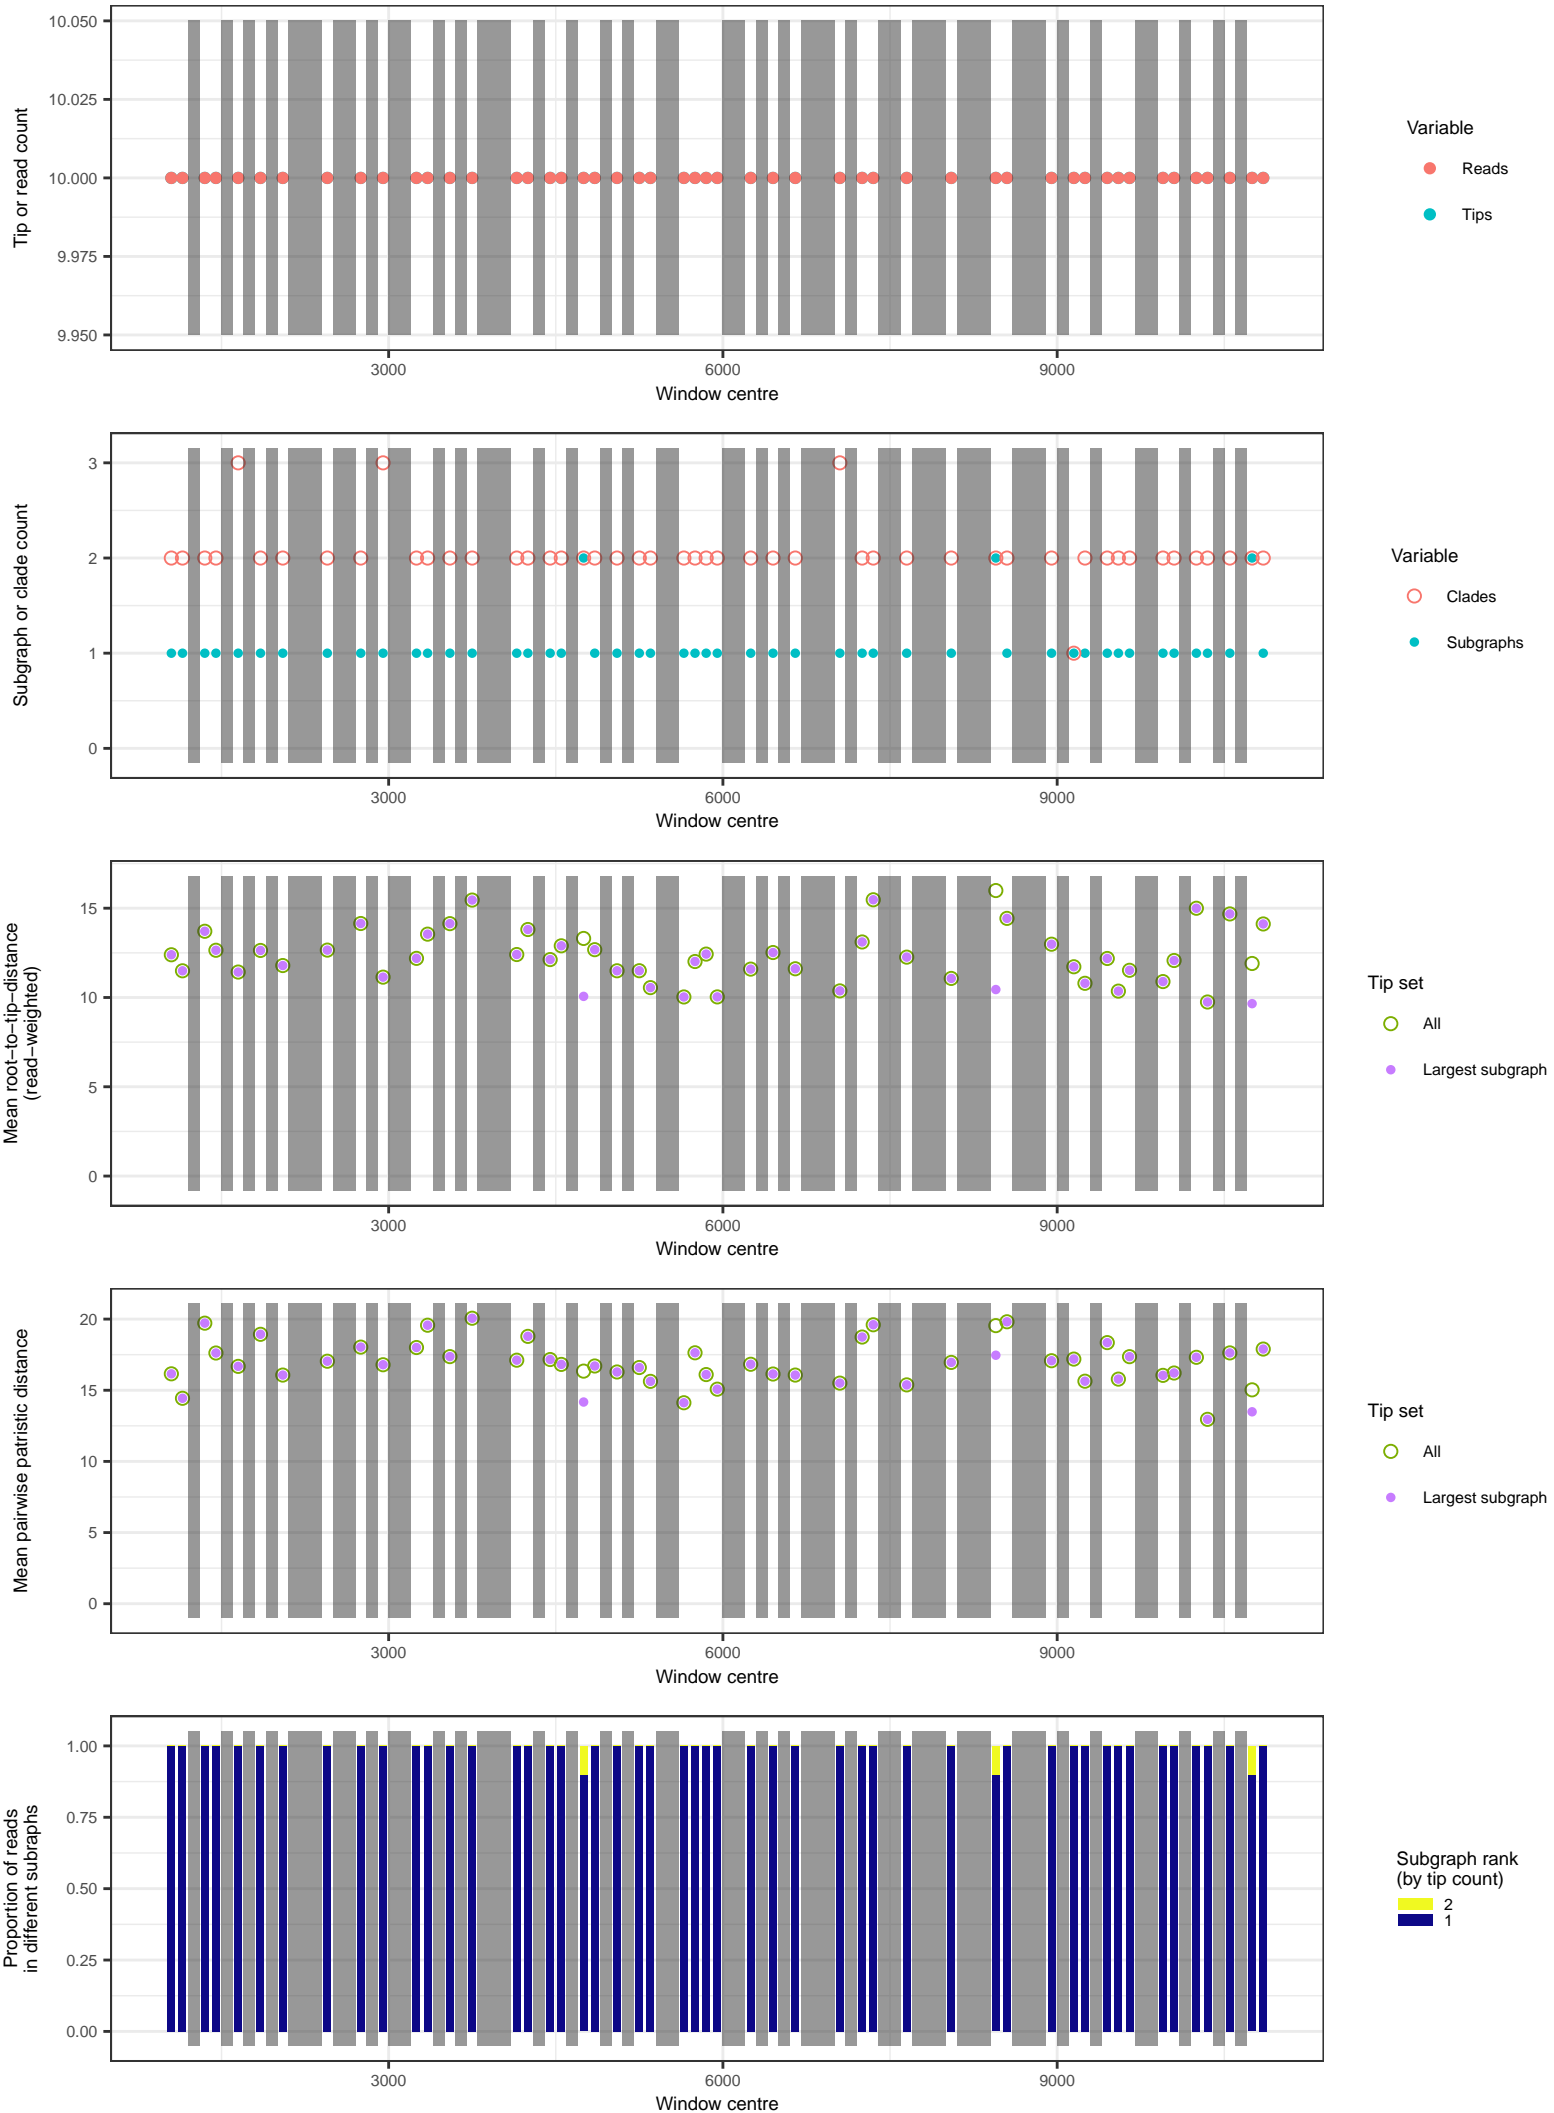 10.050
10.025
10.000
9.975
9.950
Tip or read count
3000 6000 9000
Window centre
Variable
Reads
Tips
3
2
1
0
Subgraph or clade count
3000 6000 9000
Window centre
Variable
Clades
Subgraphs
15
10
5
0
Mean root−to−tip−distance
(read−weighted)
3000 6000 9000
Window centre
Tip set
All
Largest subgraph
20
15
10
5
0
Mean pairwise patristic distance
3000 6000 9000
Window centre
Tip set
All
Largest subgraph
1.00
0.75
0.50
0.25
0.00
Proportion of reads
in different subraphs
3000 6000 9000
Window centre
Subgraph rank
(by tip count)
2
1